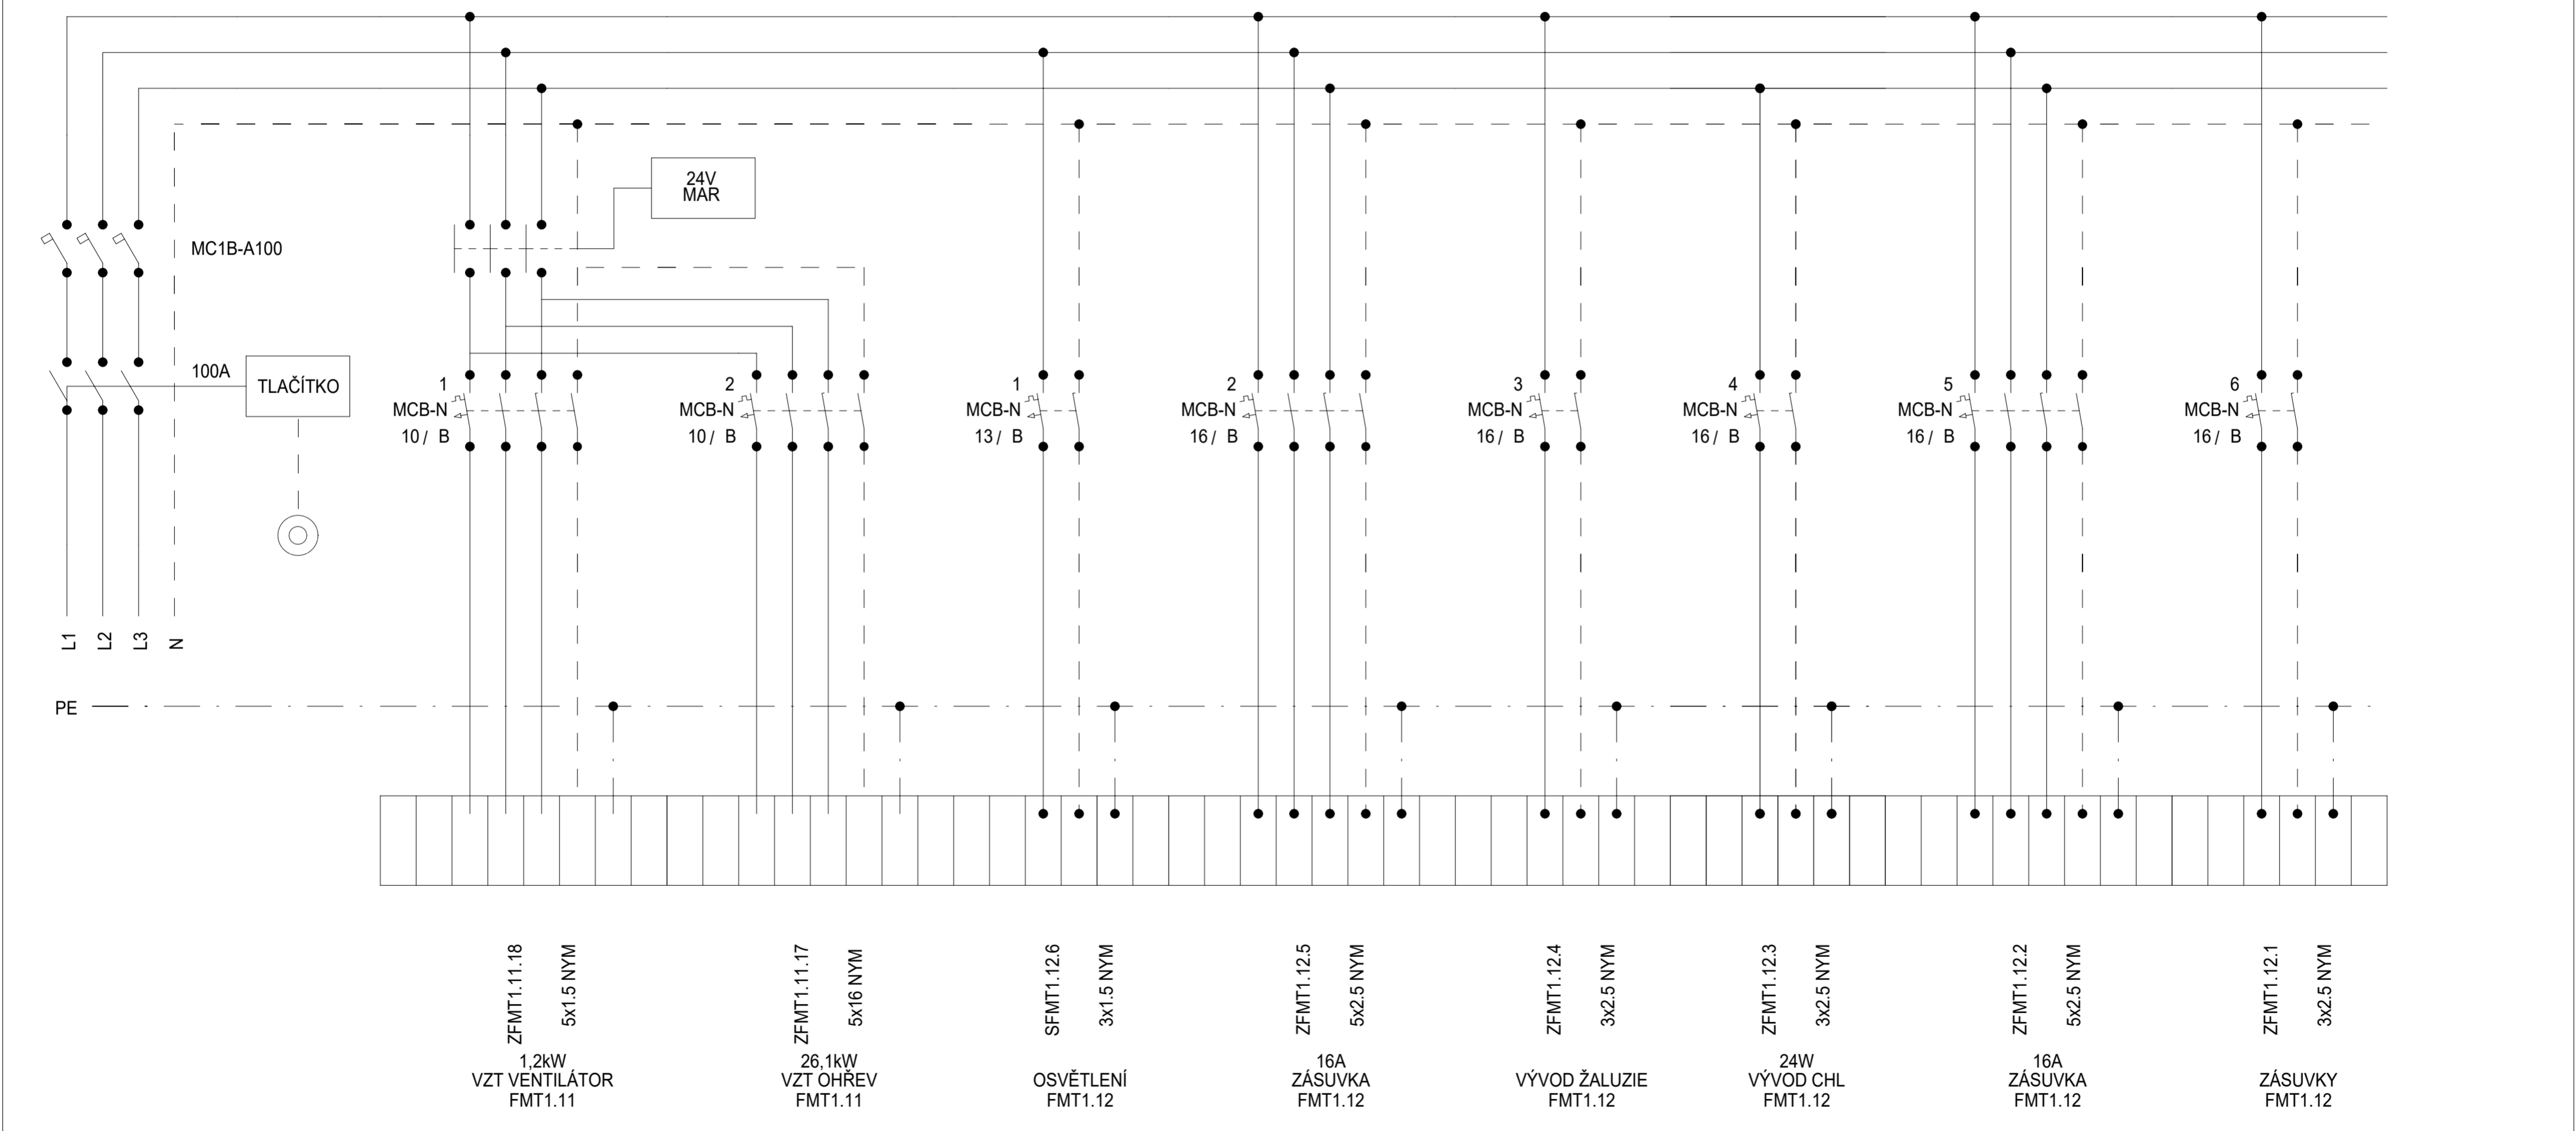 24V
MAR
MC1B-A100
100A
TLAČÍTKO
1
MCB-N
10 / B
2
MCB-N
10 / B
1
MCB-N
13 / B
2
MCB-N
16 / B
3
MCB-N
16 / B
4
MCB-N
16 / B
5
MCB-N
16 / B
6
MCB-N
16 / B
L1
L2
L3
N
PE
ZFMT1.11.18
5x1.5 NYM
1,2kW
VZT VENTILÁTOR
FMT1.11
ZFMT1.11.17
5x16 NYM
26,1kW
VZT OHŘEV
FMT1.11
SFMT1.12.6
3x1.5 NYM
OSVĚTLENÍ
FMT1.12
ZFMT1.12.5
5x2.5 NYM
16A
ZÁSUVKA
FMT1.12
ZFMT1.12.4
3x2.5 NYM
VÝVOD ŽALUZIE
FMT1.12
ZFMT1.12.3
3x2.5 NYM
24W
VÝVOD CHL
FMT1.12
ZFMT1.12.2
5x2.5 NYM
16A
ZÁSUVKA
FMT1.12
ZFMT1.12.1
3x2.5 NYM
ZÁSUVKY
FMT1.12